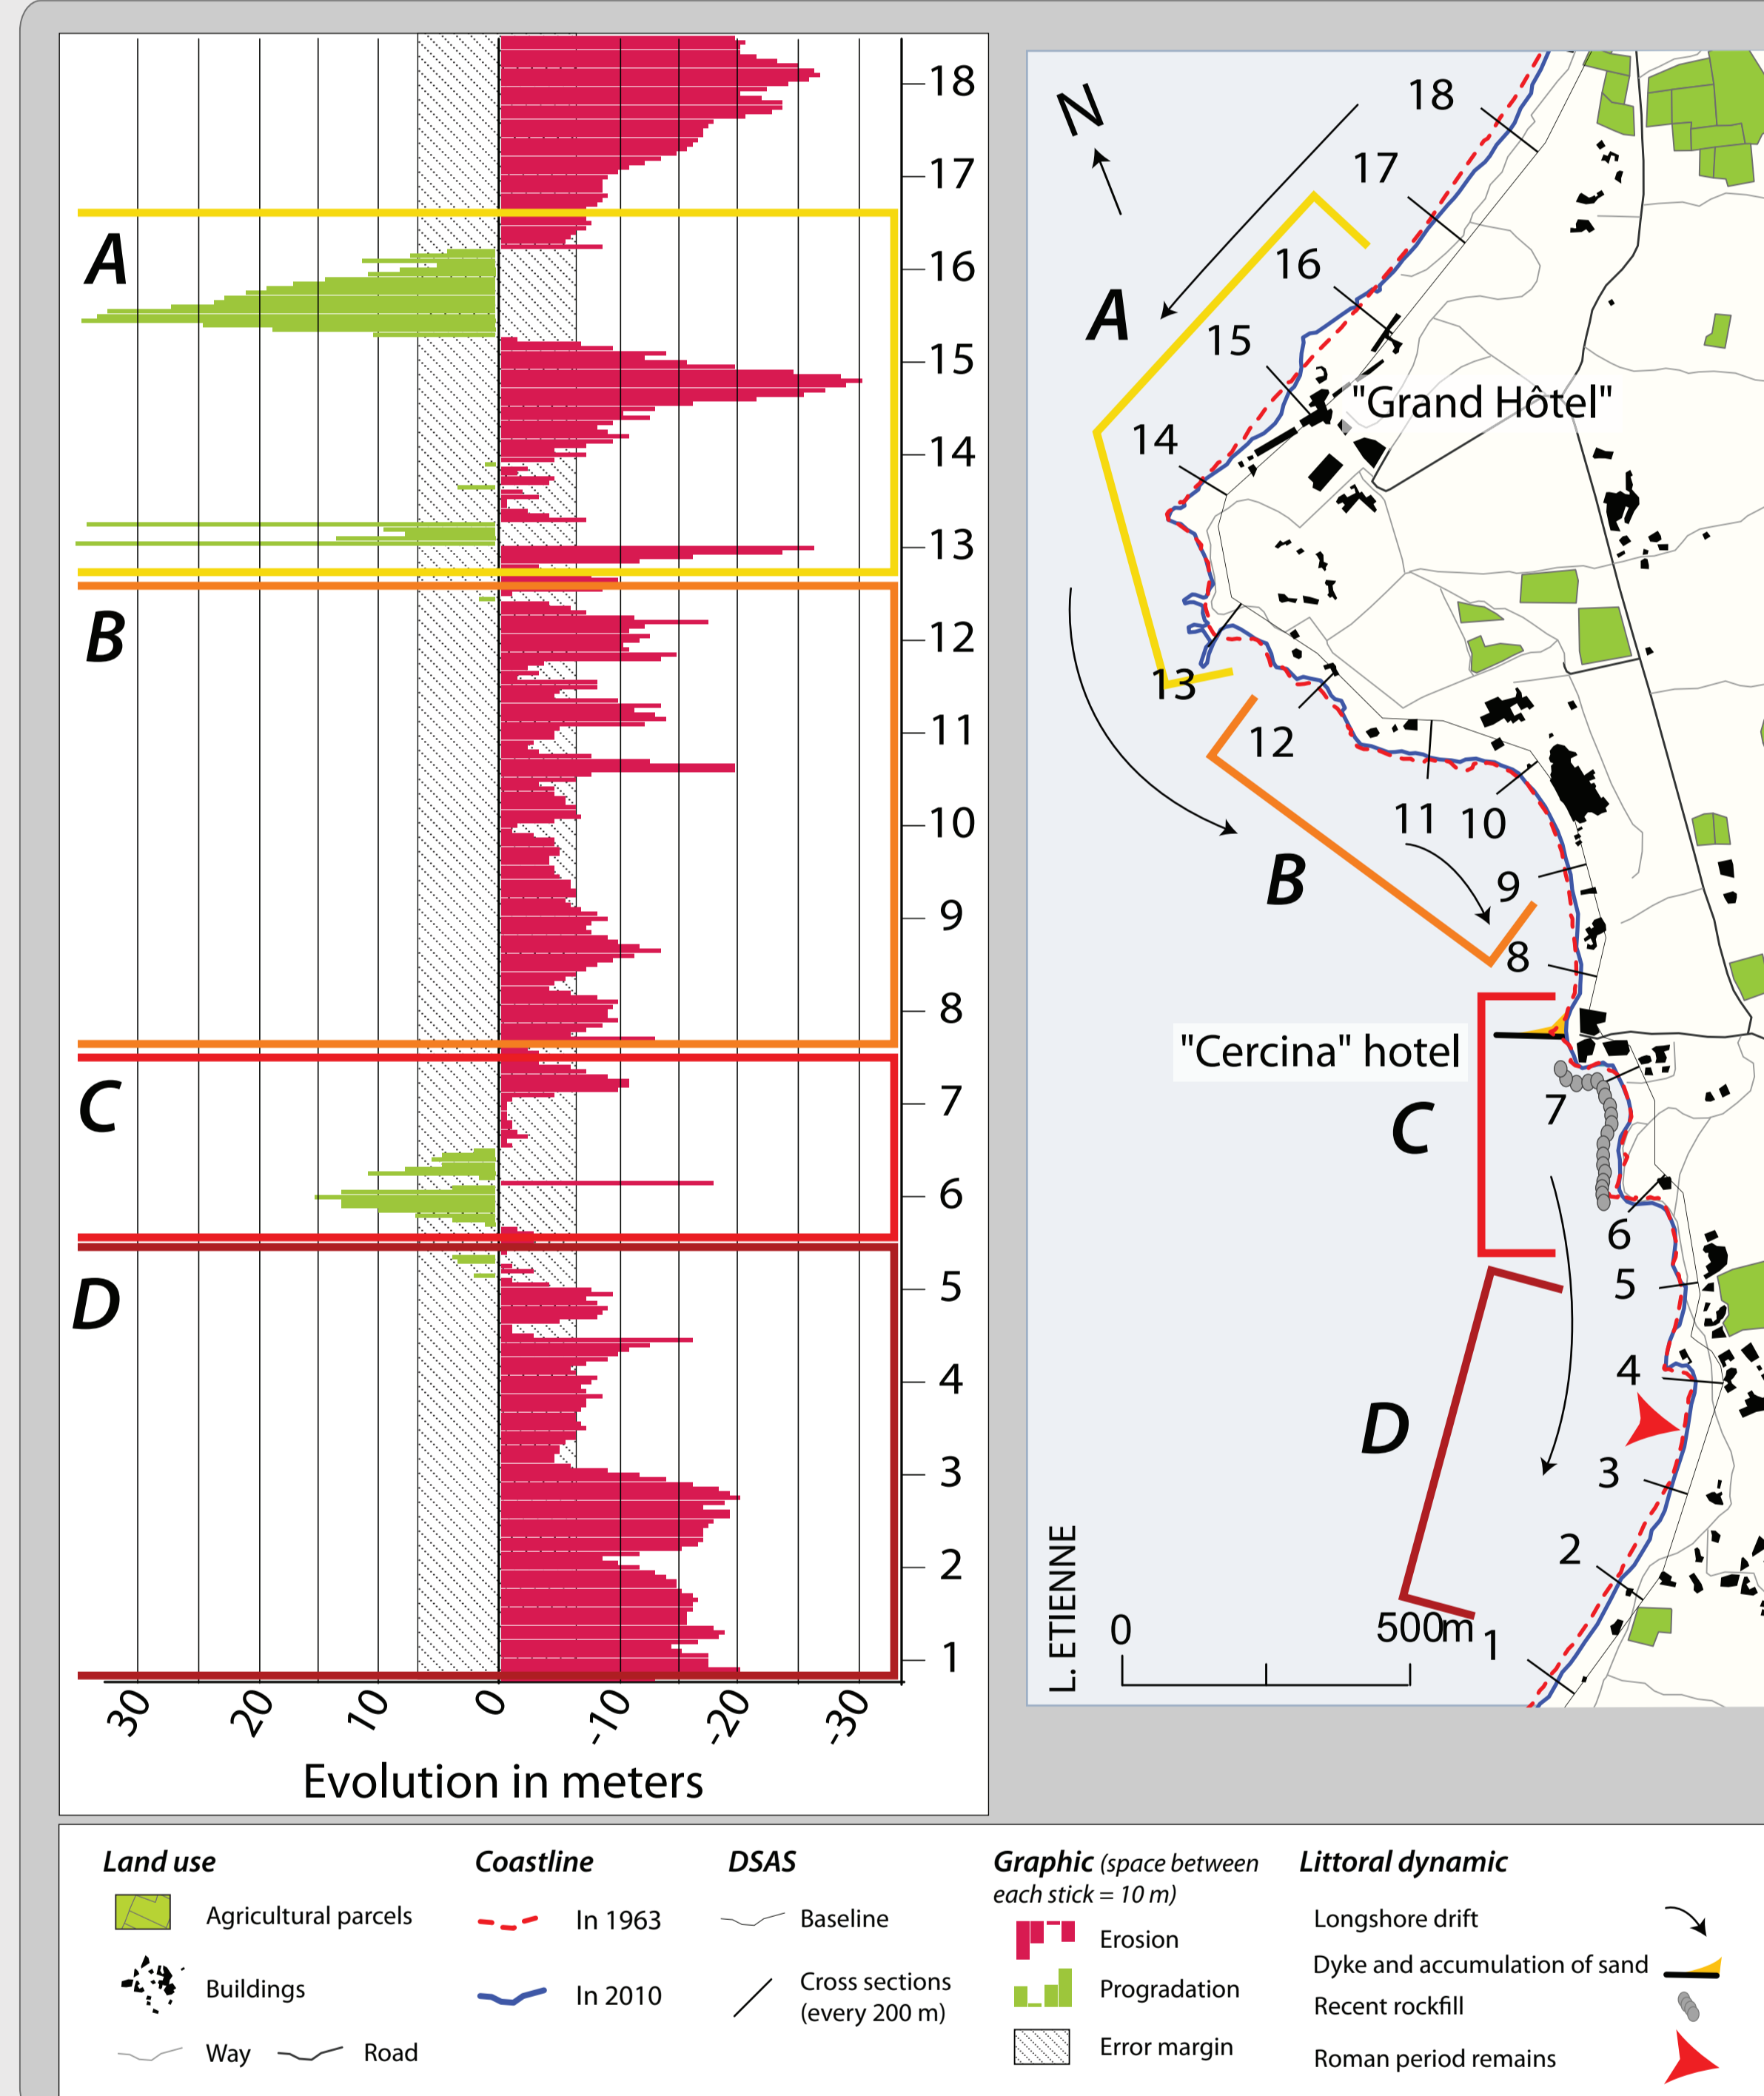 18
17
16
15
14
13
12
11
10
9
8
7
6
5
4
3
2
1
A
B
C
D
30
20
10
0
-10
-20
-30
Evolution in meters
N
18
17
16
15
14
13
12
11
10
9
8
7
6
5
4
3
2
1
A
B
C
D
"Grand Hôtel"
"Cercina" hotel
L. ETIENNE
0
500m
Land use
Agricultural parcels
Buildings
Way
Road
Coastline
In 1963
In 2010
DSAS
Baseline
Cross sections
(every 200 m)
Graphic (space between
each stick = 10 m)
Erosion
Progradation
Error margin
Littoral dynamic
Longshore drift
Dyke and accumulation of sand
Recent rockfill
Roman period remains